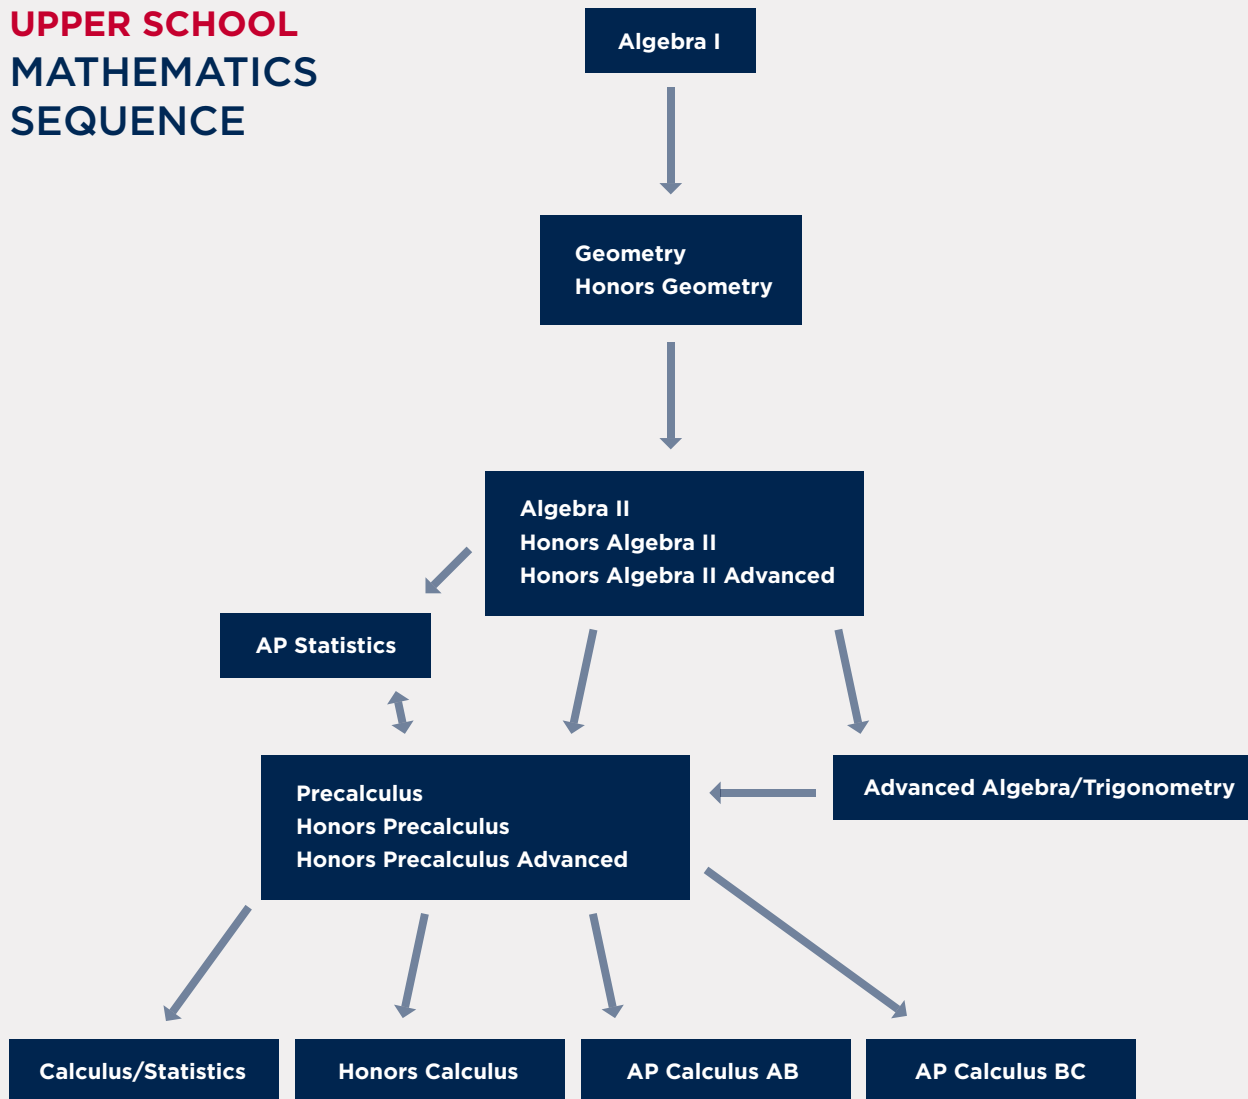 UPPER SCHOOL
MATHEMATICS
SEQUENCE
Algebra I
Geometry
Honors Geometry
Algebra II
Honors Algebra II
Honors Algebra II Advanced
AP Statistics
Precalculus
Honors Precalculus
Honors Precalculus Advanced
Advanced Algebra/Trigonometry
Calculus/Statistics
Honors Calculus
AP Calculus AB
AP Calculus BC